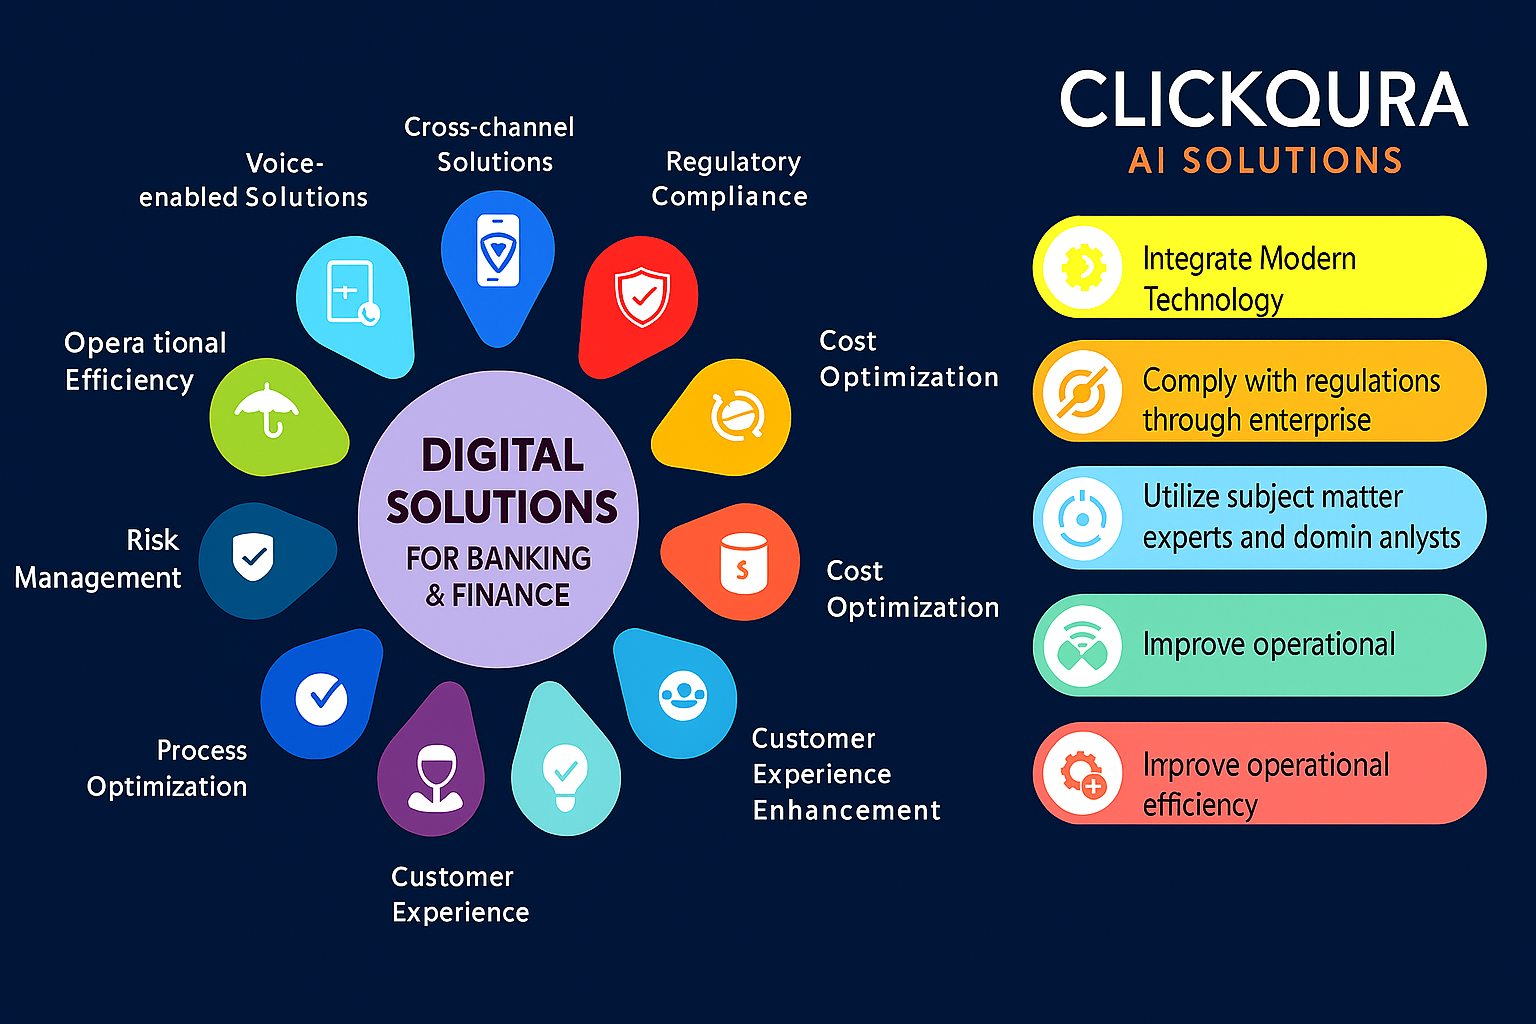 Cross-channel
Solutions
Voice-
enabled Solutions
Regulatory
Compliance
Opera tional
Efficiency
Cost
Optimization
DIGITAL
SOLUTIONS
FOR BANKING
& FINANCE
Risk
Management
Cost
Optimization
Process
Optimization
Customer
Experience
Enhancement
Customer
Experience
CLICKQURA
AI SOLUTIONS
Integrate Modern
Technology
Comply with regulations
through enterprise
Utilize subject matter
experts and domin anlysts
Improve operational
Improve operational
efficiency